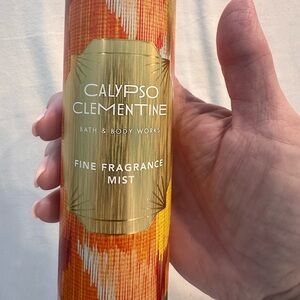 CALYPSO
CLEMENTINE
BATH & BODY WORKS
FINE FRAGRANCE
MIST